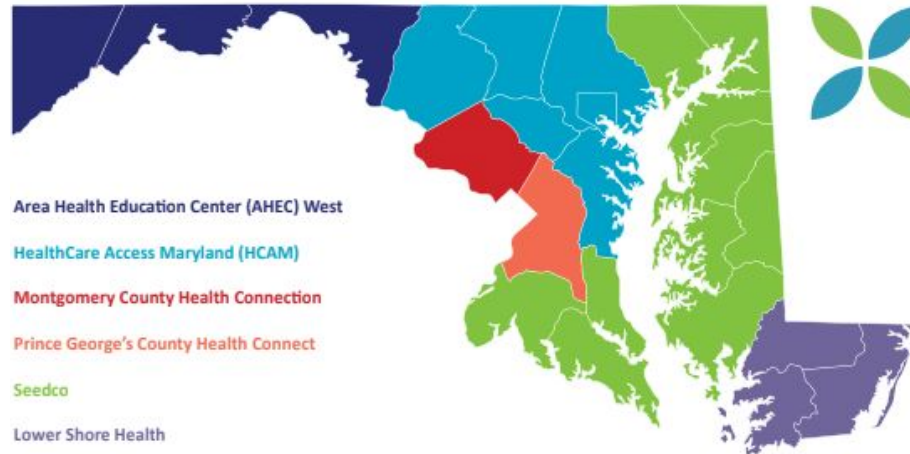 Area Health Education Center (AHEC) West
HealthCare Access Maryland (HCAM)
Montgomery County Health Connection
Prince George's County Health Connect
Seedco
Lower Shore Health